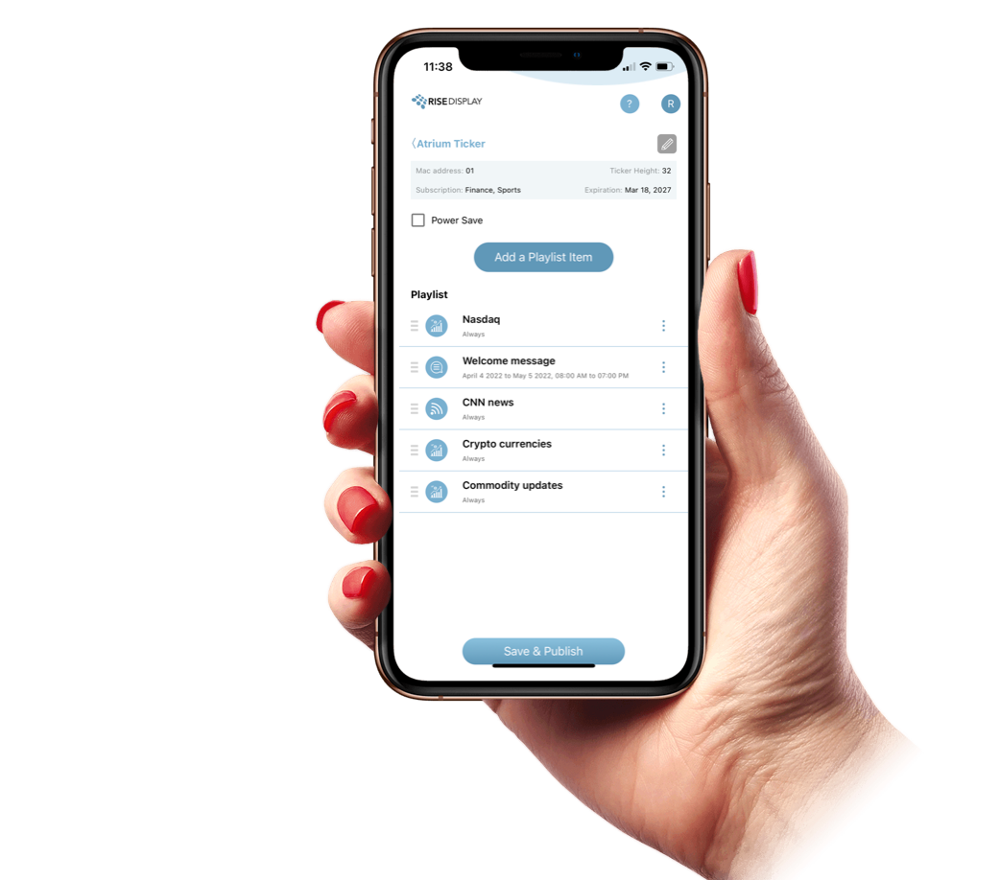 11:38
RISEDISPLAY
?
R
〈Atrium Ticker
Mac address: 01
Ticker Height: 32
Subscription: Finance, Sports
Expiration: Mar 18, 2027
Power Save
Add a Playlist Item
Playlist
Nasdaq
Always
Welcome message
April 4 2022 to May 5 2022, 08:00 AM to 07:00 PM
CNN news
Always
Crypto currencies
Always
Commodity updates
Always
Save & Publish